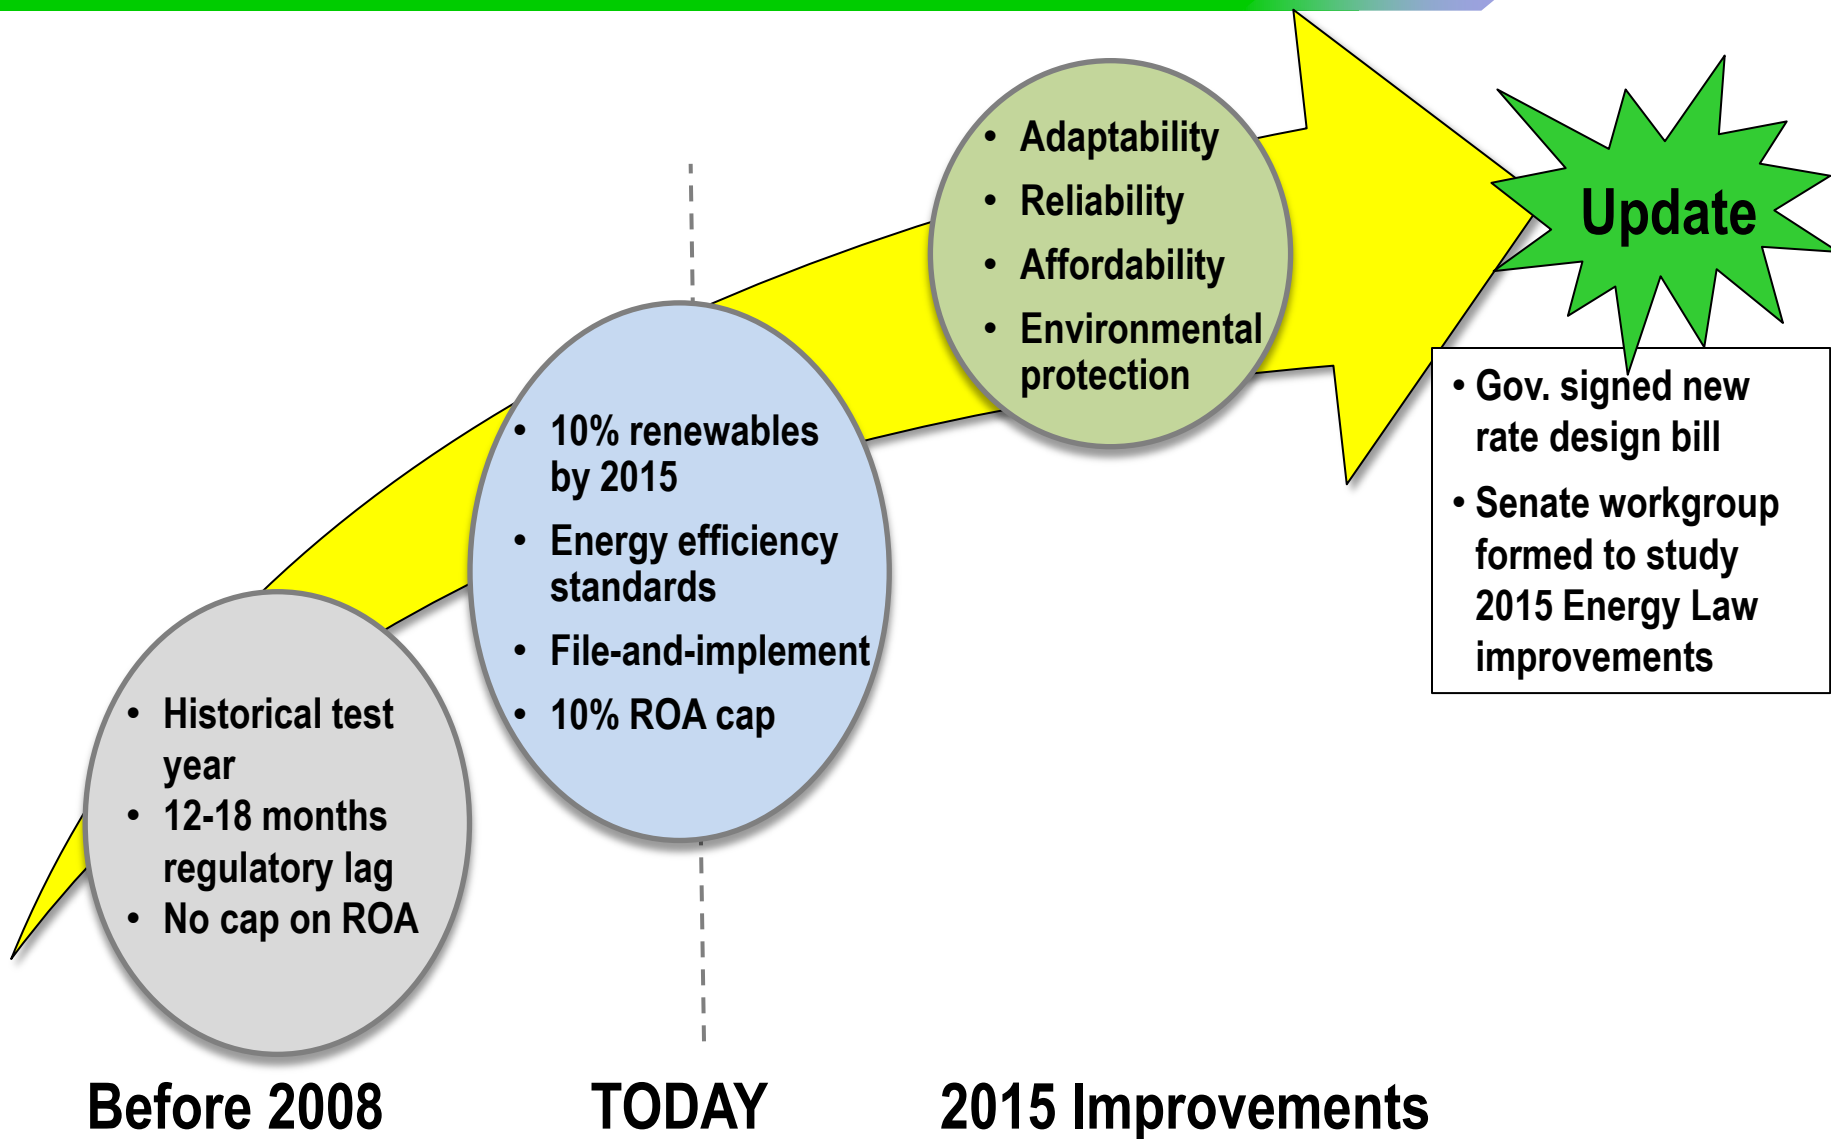 • Historical test
year
• 12-18 months
regulatory lag
• No cap on ROA
Before 2008
• 10% renewables
by 2015
• Energy efficiency
standards
• File-and-implement
• 10% ROA cap
TODAY
• Adaptability
• Reliability
• Affordability
• Environmental
protection
2015 Improvements
Update
• Gov. signed new
rate design bill
• Senate workgroup
formed to study
2015 Energy Law
improvements